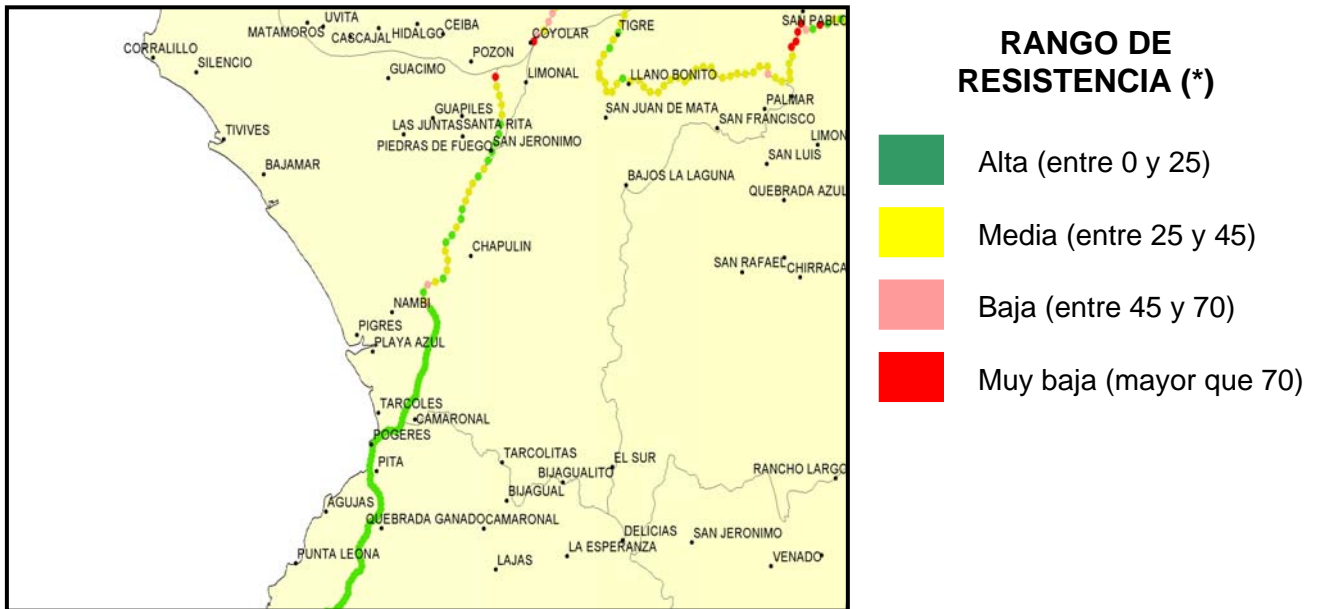 UVITA
MATAMOROS
HIDALGO
CEIBA
CASCAJAL
TIGRE
SAN PABLO
CORRALILLO
COYOLAR
POZON
SILENCIO
GUACIMO
LIMONAL
LLANO BONITO
PALMAR
GUAPILES
SAN JUAN DE MATA
LAS JUNTAS
SANTA RITA
SAN FRANCISCO
TIVIVES
PIEDRAS DE FUEGO
SAN JERONIMO
LIMON
SAN LUIS
BAJAMAR
BAJOS LA LAGUNA
QUEBRADA AZUL
CHAPULIN
SAN RAFAEL
CHIRRACA
NAMBI
PIGRES
PLAYA AZUL
TARCOLES
CAMARONAL
POGERES
TARCOLITAS
EL SUR
PITA
BIJAGUALITO
RANCHO LARGO
BIJAGUAL
AGUJAS
QUEBRADA GANADO
CAMARONAL
DELICIAS
SAN JERONIMO
PUNTA LEONA
LA ESPERANZA
LAJAS
VENADO
RANGO DE
RESISTENCIA (*)
Alta (entre 0 y 25)
Media (entre 25 y 45)
Baja (entre 45 y 70)
Muy baja (mayor que 70)